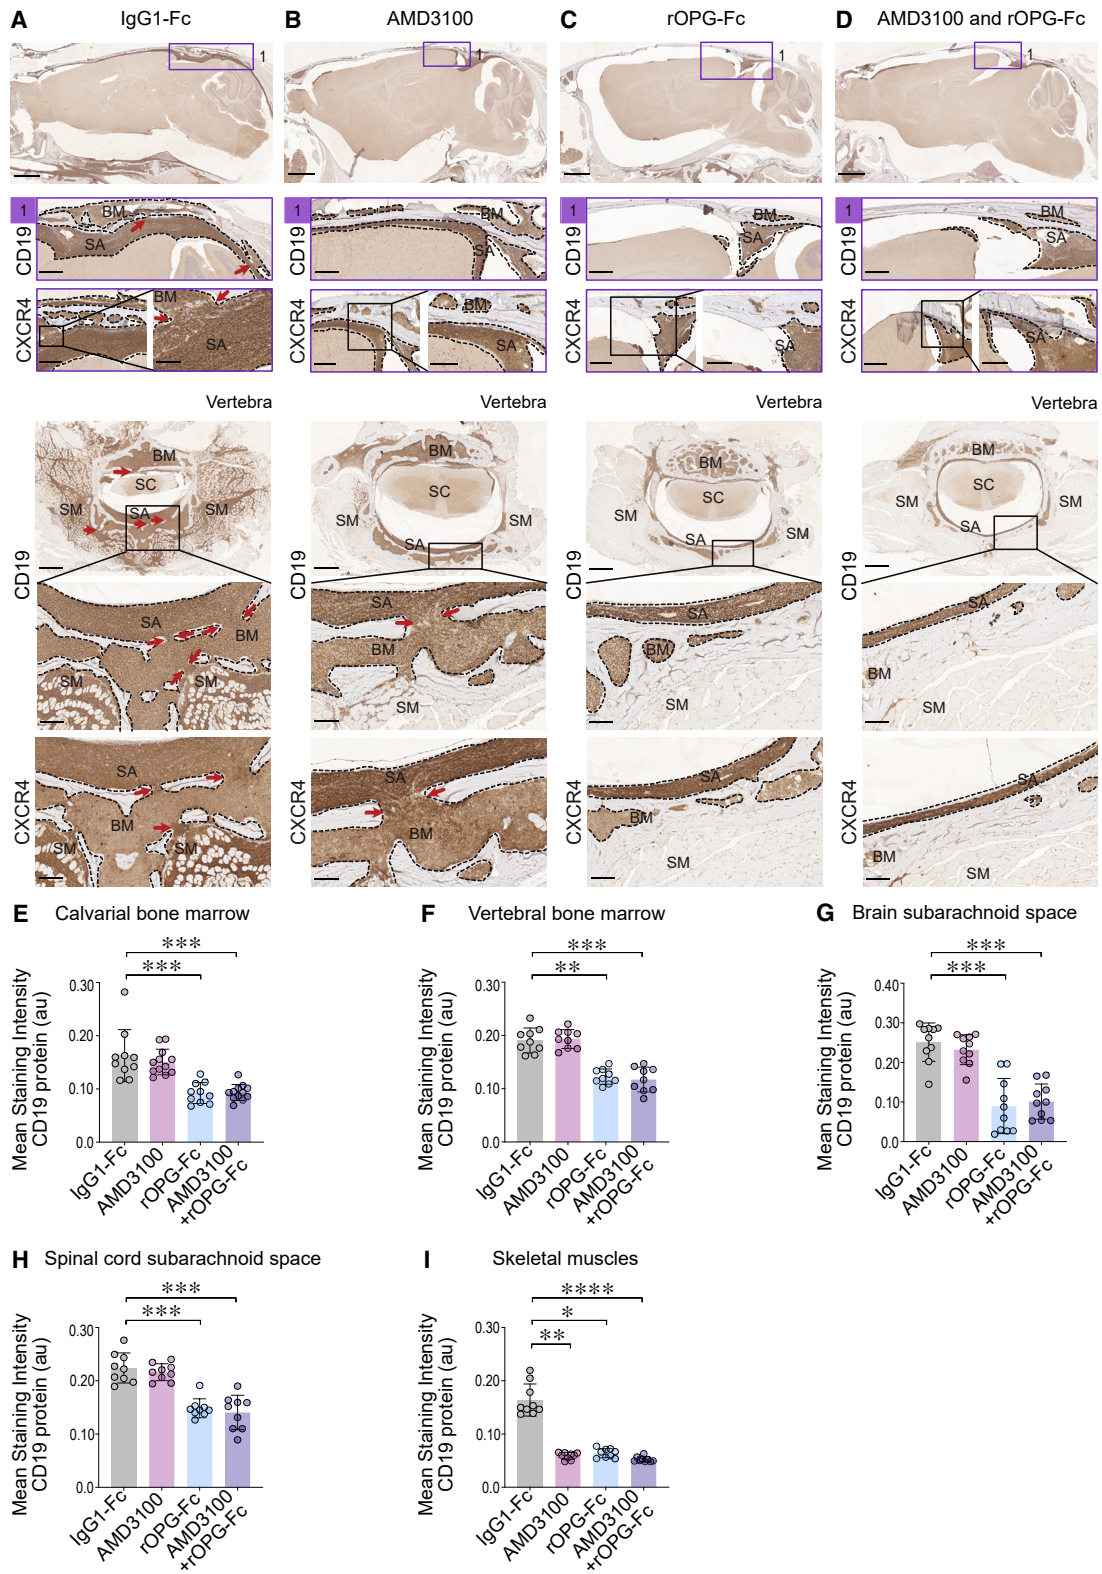 A IgG1-Fc
B AMD3100
C rOPG-Fc
D AMD3100 and rOPG-Fc
1
1
1
1
1
CD19
BM
SA
1
CD19
BM
SA
1
CD19
BM
SA
1
CD19
BM
SA
CXCR4
BM
SA
CXCR4
BM
SA
CXCR4
SA
CXCR4
SA
Vertebra
Vertebra
Vertebra
Vertebra
CD19
BM
SC
SM
SA
SM
SA
BM
SM
SM
CD19
BM
SC
SM
SM
SA
SA
BM
SM
CD19
BM
SC
SM
SM
SA
SA
BM
SM
CD19
BM
SC
SM
SM
SA
SA
BM
SM
CXCR4
SA
BM
SM
SM
CXCR4
SA
BM
CXCR4
SA
BM
SM
CXCR4
SA
BM
SM
E Calvarial bone marrow
Mean Staining Intensity
CD19 protein (au)
***
***
0.30
0.20
0.10
0.0
IgG1-Fc
AMD3100
rOPG-Fc
AMD3100
+rOPG-Fc
F Vertebral bone marrow
Mean Staining Intensity
CD19 protein (au)
***
**
0.30
0.20
0.10
0.0
IgG1-Fc
AMD3100
rOPG-Fc
AMD3100
+rOPG-Fc
G Brain subarachnoid space
Mean Staining Intensity
CD19 protein (au)
***
***
0.40
0.30
0.20
0.10
0.0
IgG1-Fc
AMD3100
rOPG-Fc
AMD3100
+rOPG-Fc
H Spinal cord subarachnoid space
Mean Staining Intensity
CD19 protein (au)
***
***
0.30
0.20
0.10
0.0
IgG1-Fc
AMD3100
rOPG-Fc
AMD3100
+rOPG-Fc
I Skeletal muscles
Mean Staining Intensity
CD19 protein (au)
****
*
**
0.30
0.20
0.10
0.0
IgG1-Fc
AMD3100
rOPG-Fc
AMD3100
+rOPG-Fc